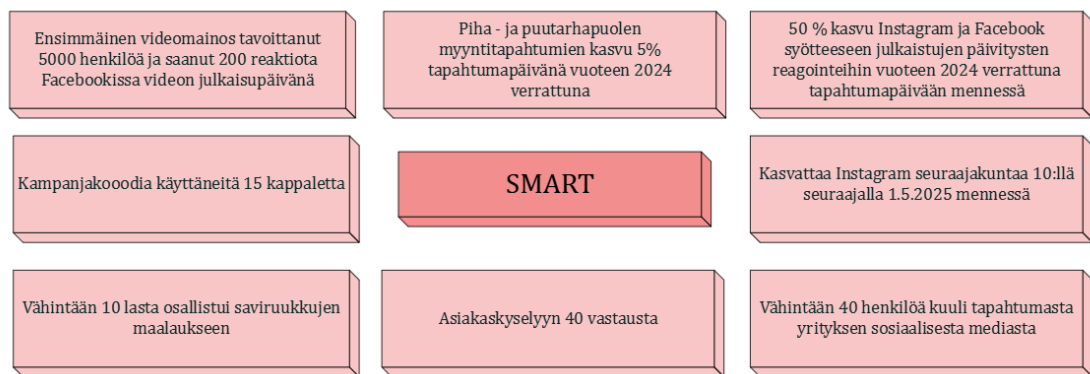 Ensimmäinen videomainos tavoittanut
5000 henkilöä ja saanut 200 reaktiota
Facebookissa videon julkaisupäivänä
Piha - ja puutarhapuolen
myyntitapahtumien kasvu 5%
tapahtumapäivänä vuoteen 2024
verrattuna
50 % kasvu Instagram ja Facebook
syötteeseen julkaistujen päivitysten
reagointeihin vuoteen 2024 verrattuna
tapahtumapäivään mennessä
Kampanjakooodia käyttäneitä 15 kappaletta
SMART
Kasvattaa Instagram seuraajakuntaa 10:llä
seuraajalla 1.5.2025 mennessä
Vähintään 10 lasta osallistui saviruukkujen
maalaukseen
Asiakaskyselyyn 40 vastausta
Vähintään 40 henkilöä kuuli tapahtumasta
yrityksen sosiaalisesta mediasta